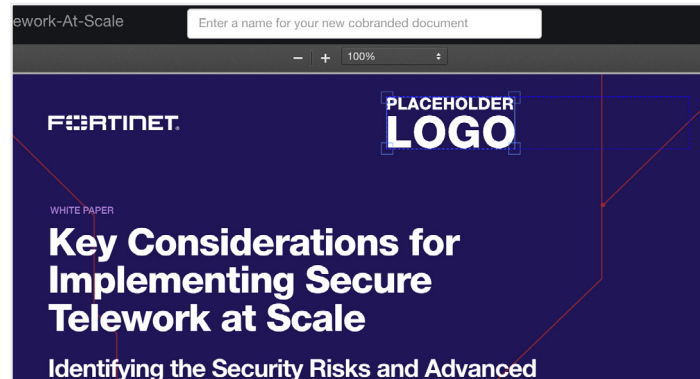 ework-At-Scale
Enter a name for your new cobranded document
− + 100%
FORTINET.
PLACEHOLDER
LOGO
WHITE PAPER
Key Considerations for
Implementing Secure
Telework at Scale
Identifying the Security Risks and Advanced